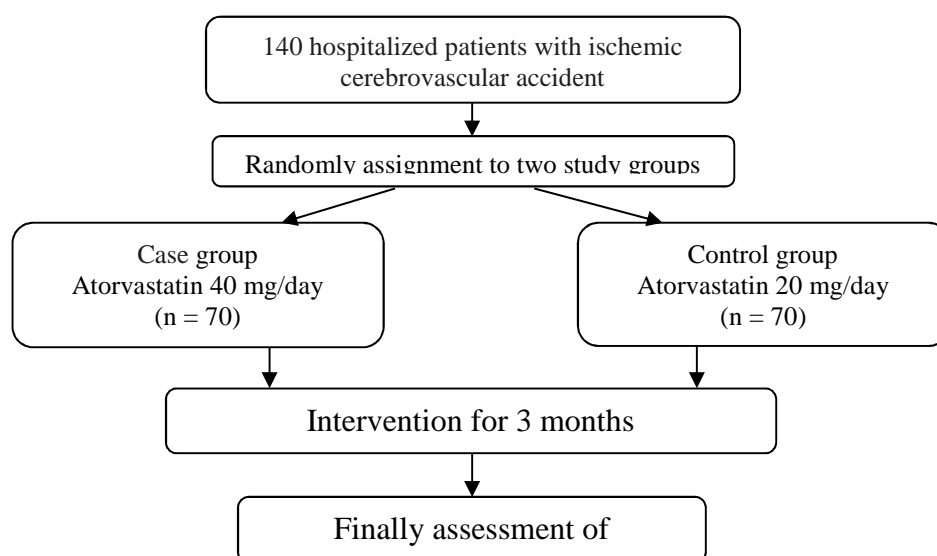 140 hospitalized patients with ischemic
cerebrovascular accident
Randomly assignment to two study groups
Case group
Atorvastatin 40 mg/day
(n = 70)
Control group
Atorvastatin 20 mg/day
(n = 70)
Intervention for 3 months
Finally assessment of